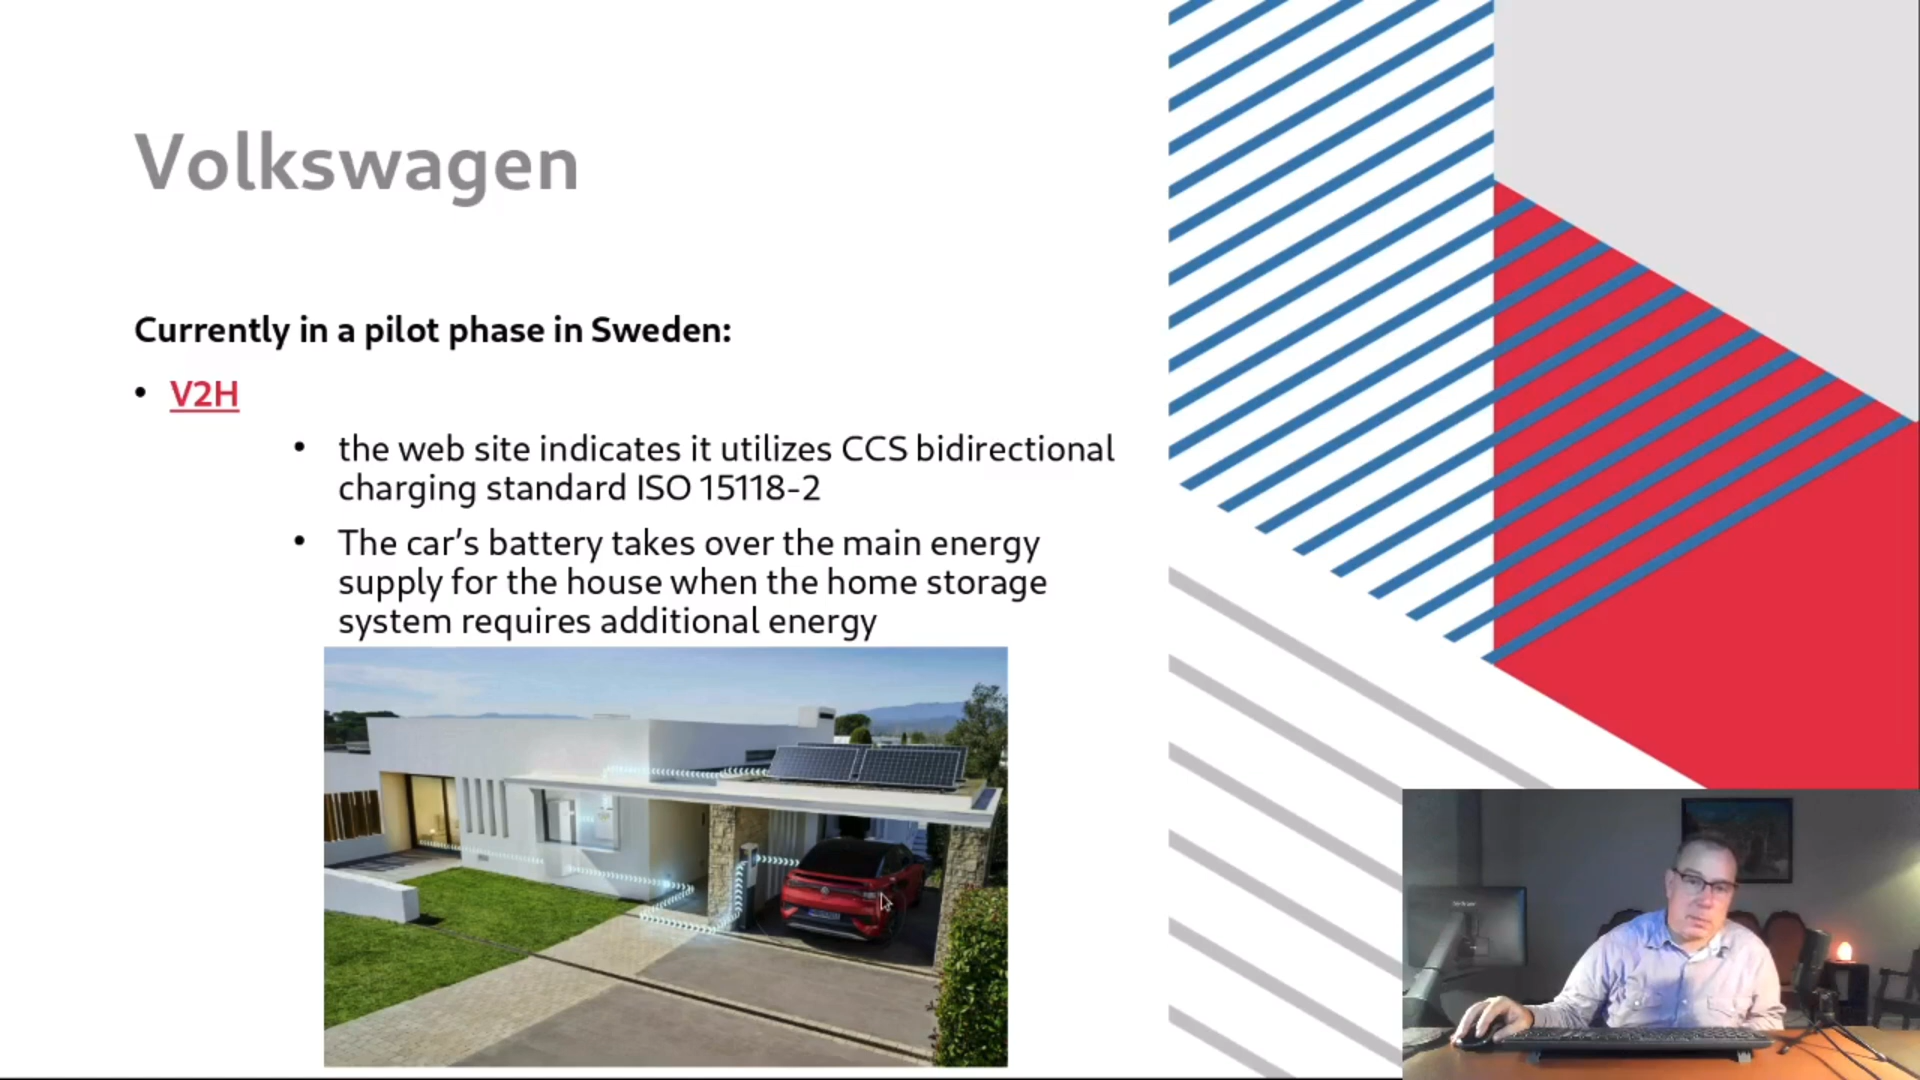 Volkswagen
Currently in a pilot phase in Sweden:
• V2H
• the web site indicates it utilizes CCS bidirectional
charging standard ISO 15118-2
• The car’s battery takes over the main energy
supply for the house when the home storage
system requires additional energy